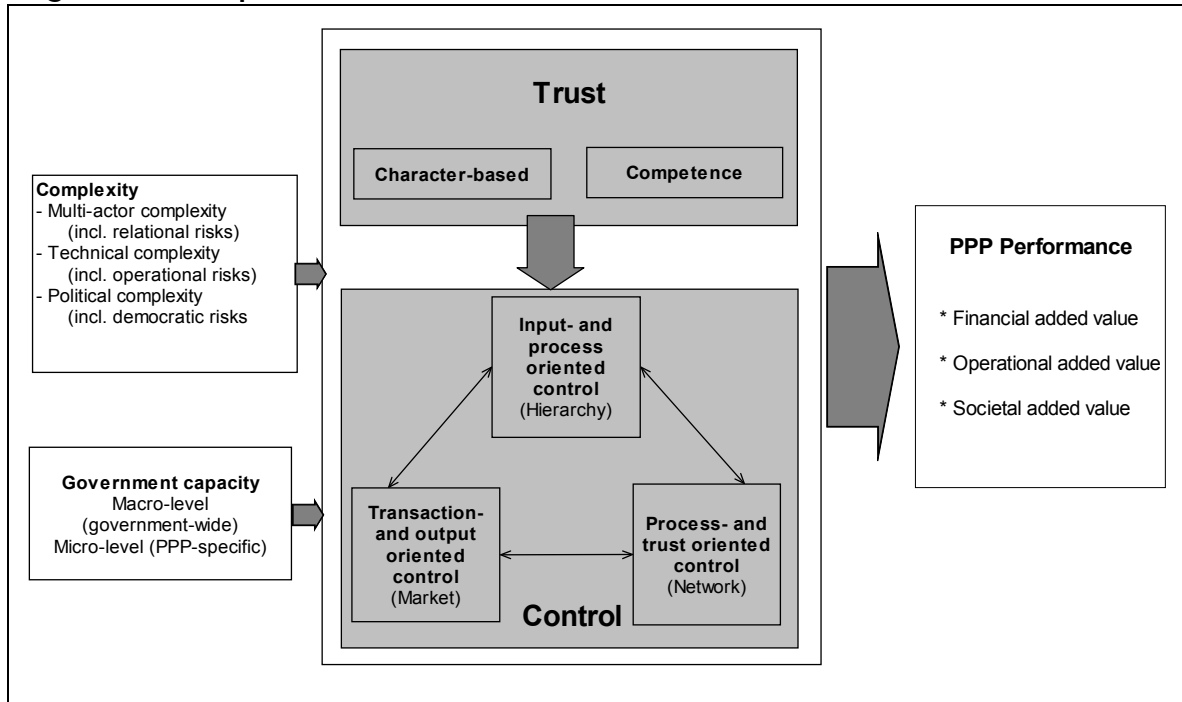 Trust
Character-based
Competence
Complexity
- Multi-actor complexity
(incl. relational risks)
- Technical complexity
(incl. operational risks)
- Political complexity
(incl. democratic risks
Government capacity
Macro-level
(government-wide)
Micro-level (PPP-specific)
Input- and
process
oriented
control
(Hierarchy)
Transaction-
and output
oriented
control
(Market)
Process- and
trust oriented
control
(Network)
Control
PPP Performance
* Financial added value
* Operational added value
* Societal added value